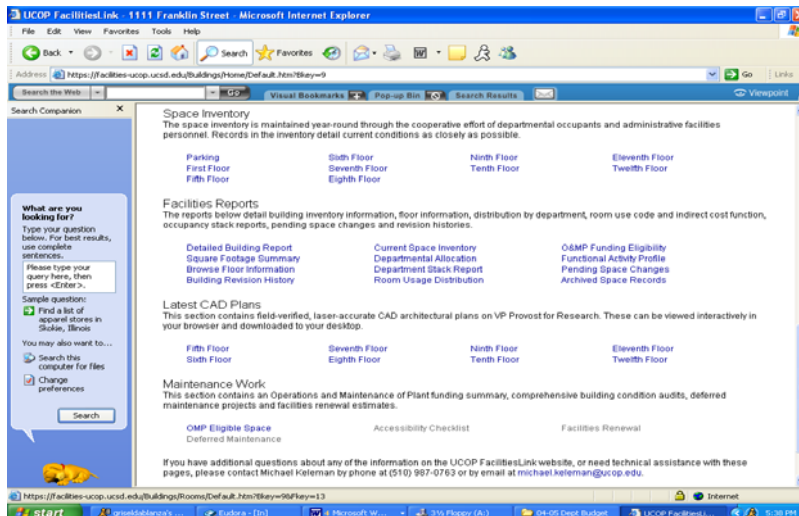 UCOP FacilitiesLink - 1111 Franklin Street - Microsoft Internet Explorer
File Edit View Favorites Tools Help
Back Search Favorites
Address https://facilities-ucop.ucsd.edu/Buildings/Home/Default.htm?Bkey=9 Go Links
Search the Web GO Visual Bookmarks Pop-up Bin Search Results Viewpoint
Search Companion X
What are you
looking for?
Type your question
below. For best results,
use complete
sentences.
Please type your
query here, then
press <Enter>.
Sample question:
Find a list of
apparel stores in
Skokie, Illinois
You may also want to...
Search this
computer for files
Change
preferences
Search
Space Inventory
The space inventory is maintained year-round through the cooperative effort of departmental occupants and administrative facilities
personnel. Records in the inventory detail current conditions as closely as possible.
Parking Sixth Floor Ninth Floor Eleventh Floor
First Floor Seventh Floor Tenth Floor Twelfth Floor
Fifth Floor Eighth Floor
Facilities Reports
The reports below detail building inventory information, floor information, distribution by department, room use code and indirect cost function,
occupancy stack reports, pending space changes and revision histories.
Detailed Building Report Current Space Inventory O&MP Funding Eligibility
Square Footage Summary Departmental Allocation Functional Activity Profile
Browse Floor Information Department Stack Report Pending Space Changes
Building Revision History Room Usage Distribution Archived Space Records
Latest CAD Plans
This section contains field-verified, laser-accurate CAD architectural plans on VP Provost for Research. These can be viewed interactively in
your browser and downloaded to your desktop.
Fifth Floor Seventh Floor Ninth Floor Eleventh Floor
Sixth Floor Eighth Floor Tenth Floor Twelfth Floor
Maintenance Work
This section contains an Operations and Maintenance of Plant funding summary, comprehensive building condition audits, deferred
maintenance projects and facilities renewal estimates.
OMP Eligible Space Accessibility Checklist Facilities Renewal
Deferred Maintenance
If you have additional questions about any of the information on the UCOP FacilitiesLink website, or need technical assistance with these
pages, please contact Michael Keleman by phone at (510) 987-0763 or by email at michael.keleman@ucop.edu.
https://facilities-ucop.ucsd.edu/Buildings/Rooms/Default.htm?Bkey=9&Fkey=13 Internet
start griseldablanza's ... Eudora - [In] 4 Microsoft W... 3½ Floppy (A:) 04-05 Dept Budget UCOP FacilitiesLi... 5:30 PM